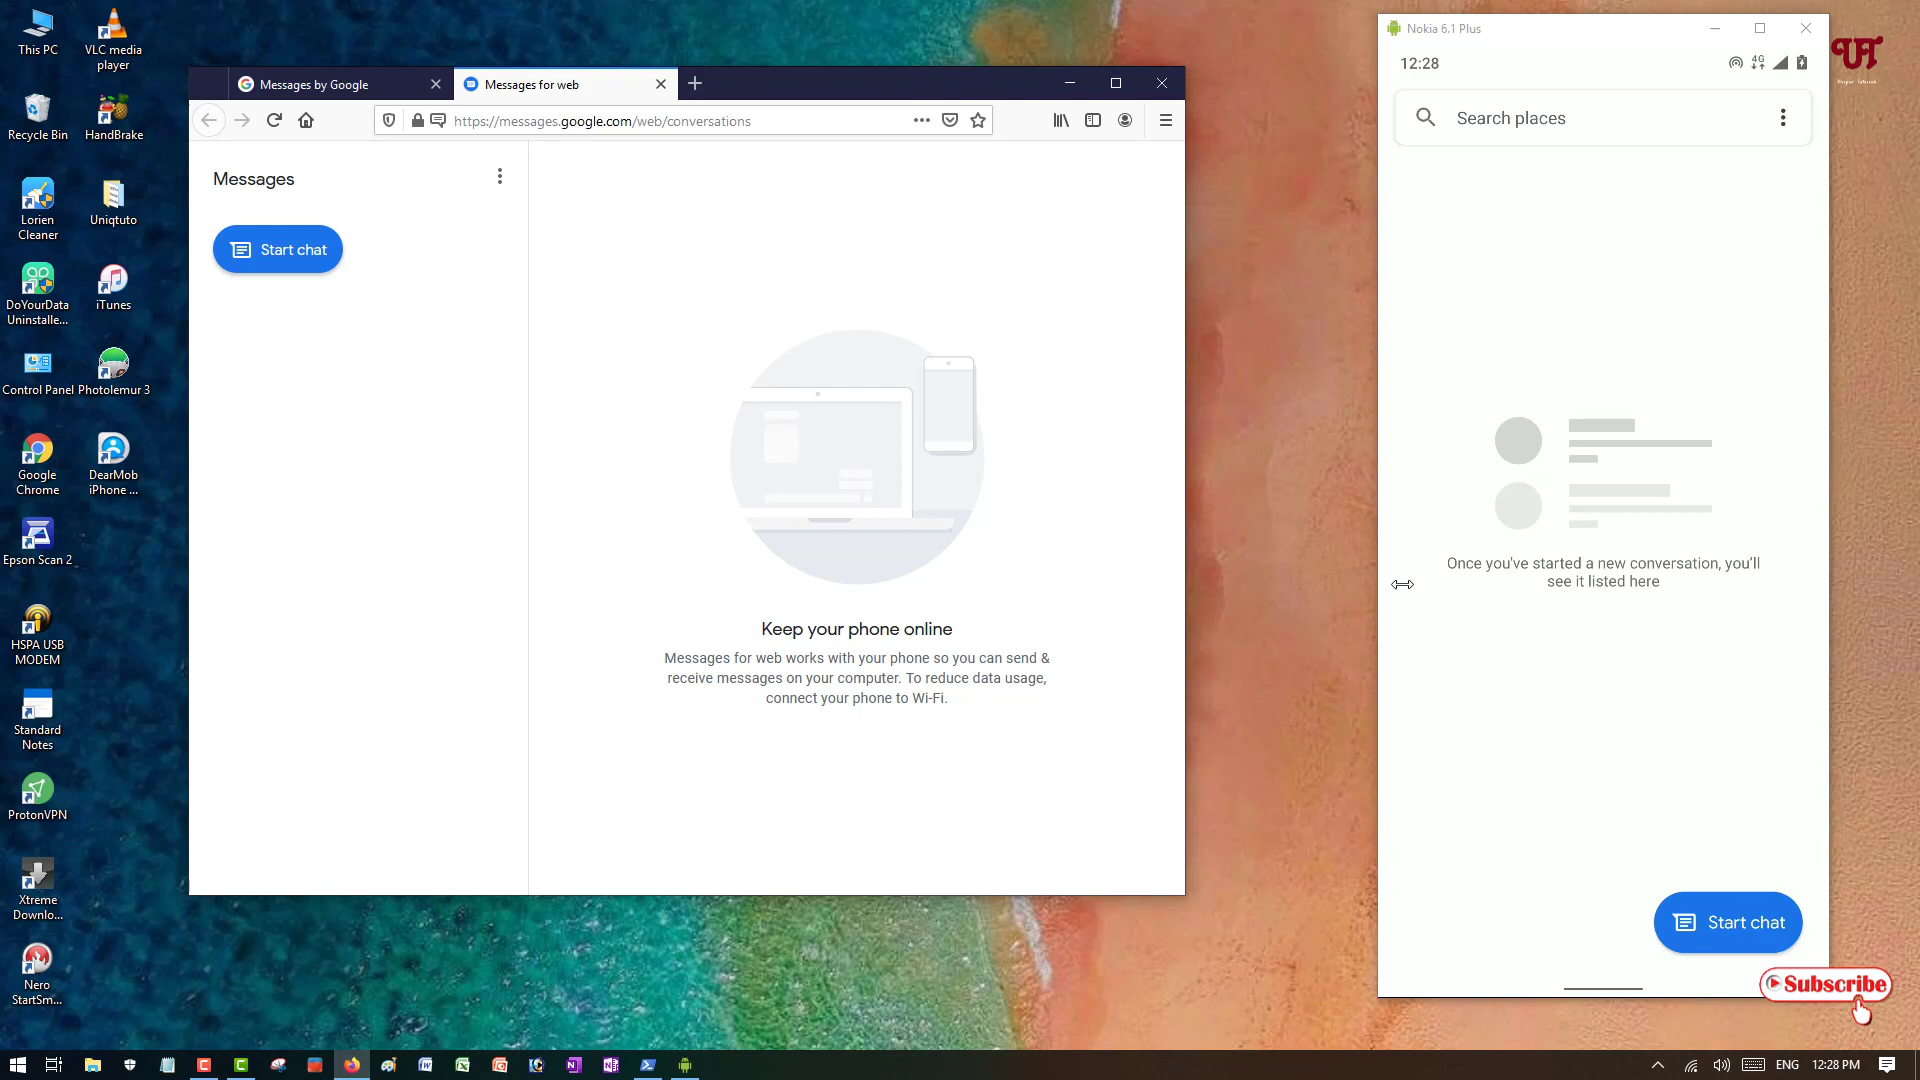 This PC
VLC media
player
Recycle Bin
HandBrake
Lorien
Cleaner
Uniqtuto
DoYourData
Uninstalle...
iTunes
Control Panel
Photolemur 3
Google
Chrome
DearMob
iPhone ...
Epson Scan 2
HSPA USB
MODEM
Standard
Notes
ProtonVPN
Xtreme
Downlo...
Nero
StartSm...
Messages by Google
Messages for web
https://messages.google.com/web/conversations
Messages
Start chat
Keep your phone online
Messages for web works with your phone so you can send &
receive messages on your computer. To reduce data usage,
connect your phone to Wi-Fi.
Nokia 6.1 Plus
12:28
4G
Search places
Once you've started a new conversation, you'll
see it listed here
Start chat
Subscribe
ENG
12:28 PM